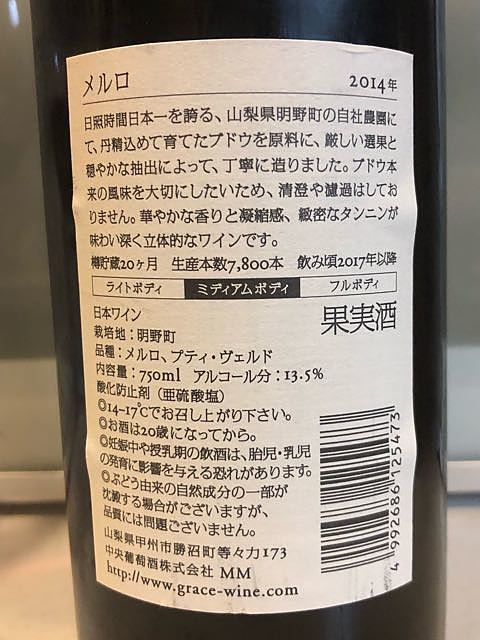 メルロ 2014年
日照時間日本一を誇る、山梨県明野町の自社農園に
て、丹精込めて育てたブドウを原料に、厳しい選果と
穏やかな抽出によって、丁寧に造りました。ブドウ本
来の風味を大切にしたいため、清澄や濾過はしてお
りません。華やかな香りと凝縮感、緻密なタンニンが
味わい深く立体的なワインです。
樽貯蔵20ヶ月 生産本数7,800本 飲み頃2017年以降
ライトボディ ミディアムボディ フルボディ
日本ワイン 果実酒
栽培地：明野町
品種：メルロ、プティ・ヴェルド
内容量：750ml アルコール分：13.5%
酸化防止剤（亜硫酸塩）
◎14-17℃でお召し上がり下さい。
◎お酒は20歳になってから。
◎妊娠中や授乳期の飲酒は、胎児・乳児
の発育に影響を与える恐れがあります。
◎ぶどう由来の自然成分の一部が
沈澱する場合がございますが、
品質には問題ございません。
山梨県甲州市勝沼町等々力173
中央葡萄酒株式会社 MM
http://www.grace-wine.com
4 992686 125473